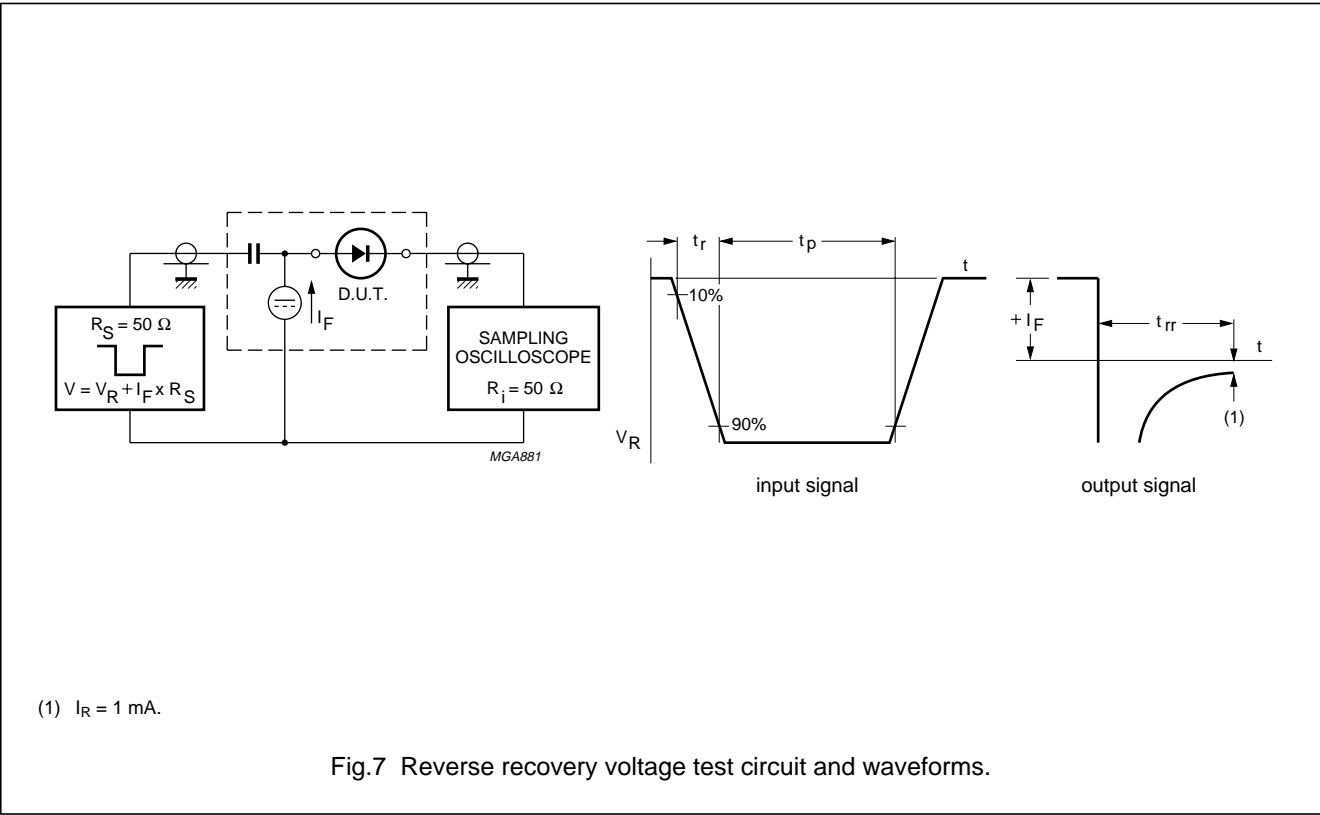 R_S = 50 Ω
V = V_R + I_F x R_S
I_F
D.U.T.
SAMPLING
OSCILLOSCOPE
R_i = 50 Ω
MGA881
t_r
t_p
t
10%
90%
V_R
input signal
+ I_F
t_rr
t
(1)
output signal
(1) I_R = 1 mA.
Fig.7 Reverse recovery voltage test circuit and waveforms.